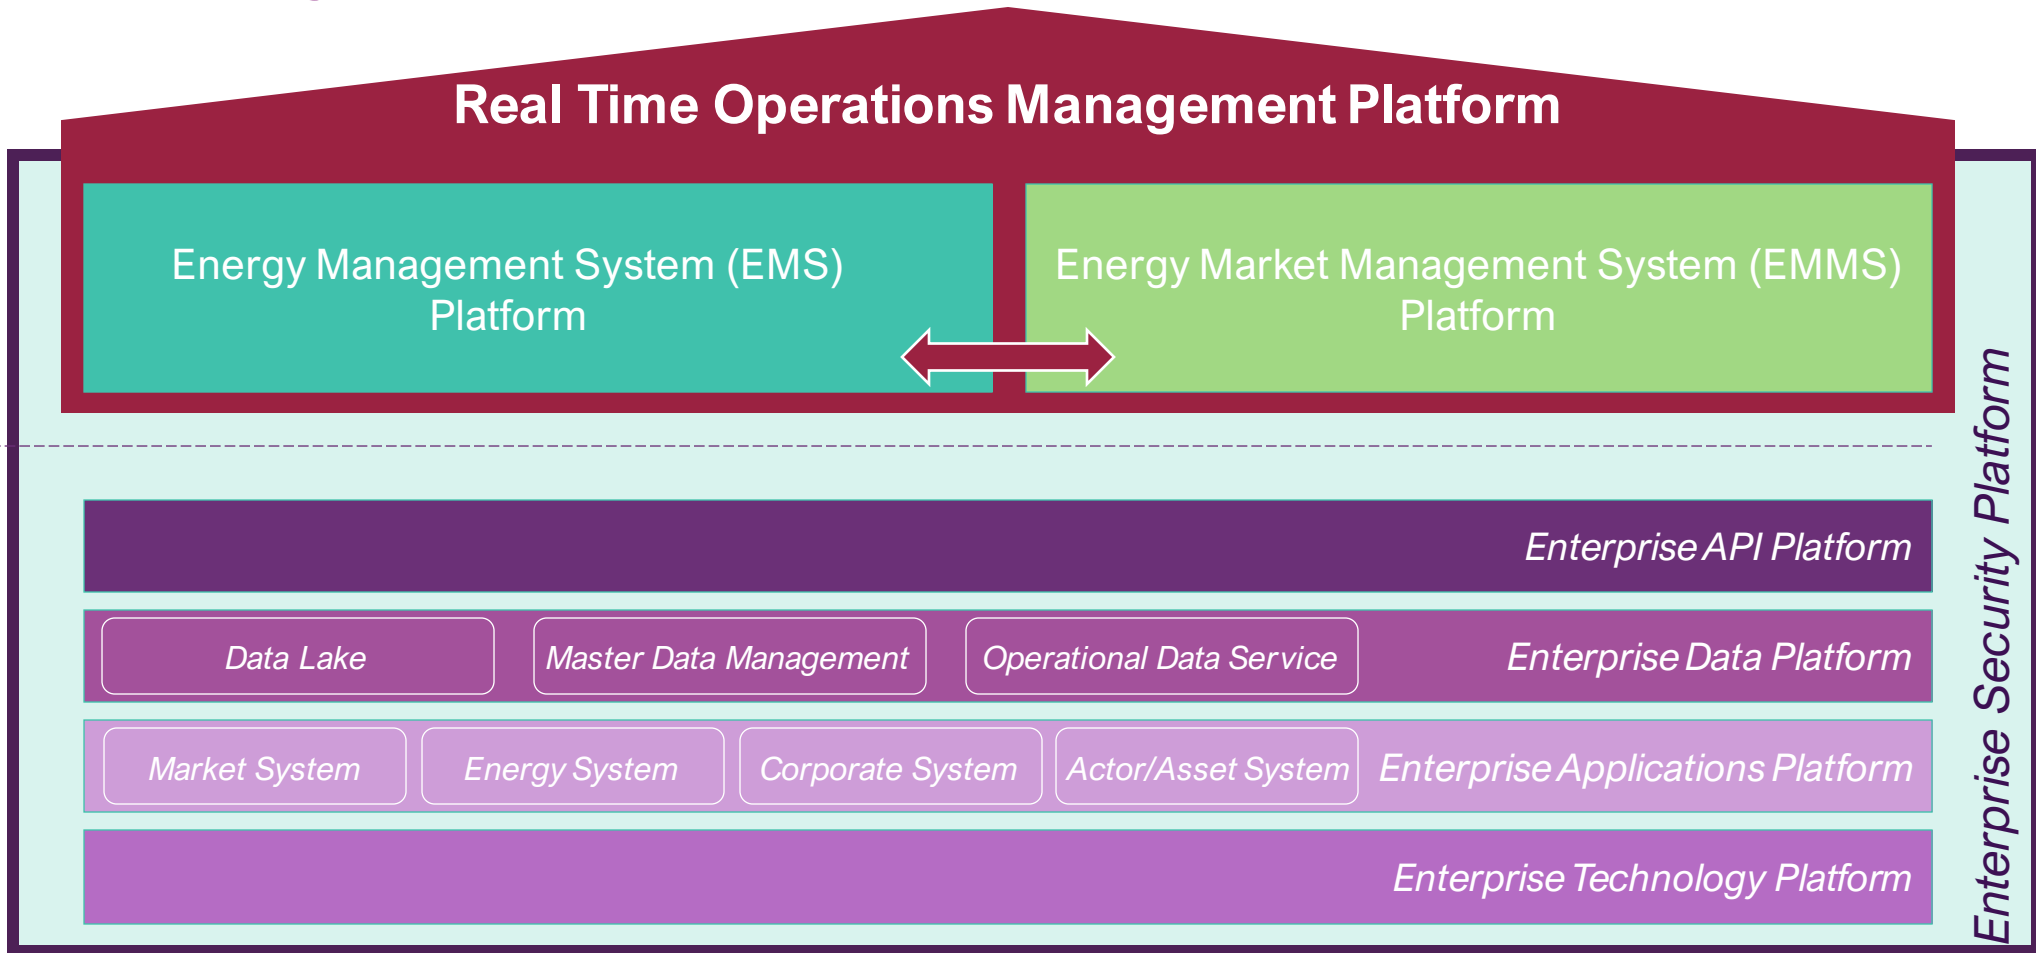 Real Time Operations Management Platform
Energy Management System (EMS)
Platform
Energy Market Management System (EMMS)
Platform
Enterprise Security Platform
Enterprise API Platform
Data Lake
Master Data Management
Operational Data Service
Enterprise Data Platform
Market System
Energy System
Corporate System
Actor/Asset System
Enterprise Applications Platform
Enterprise Technology Platform